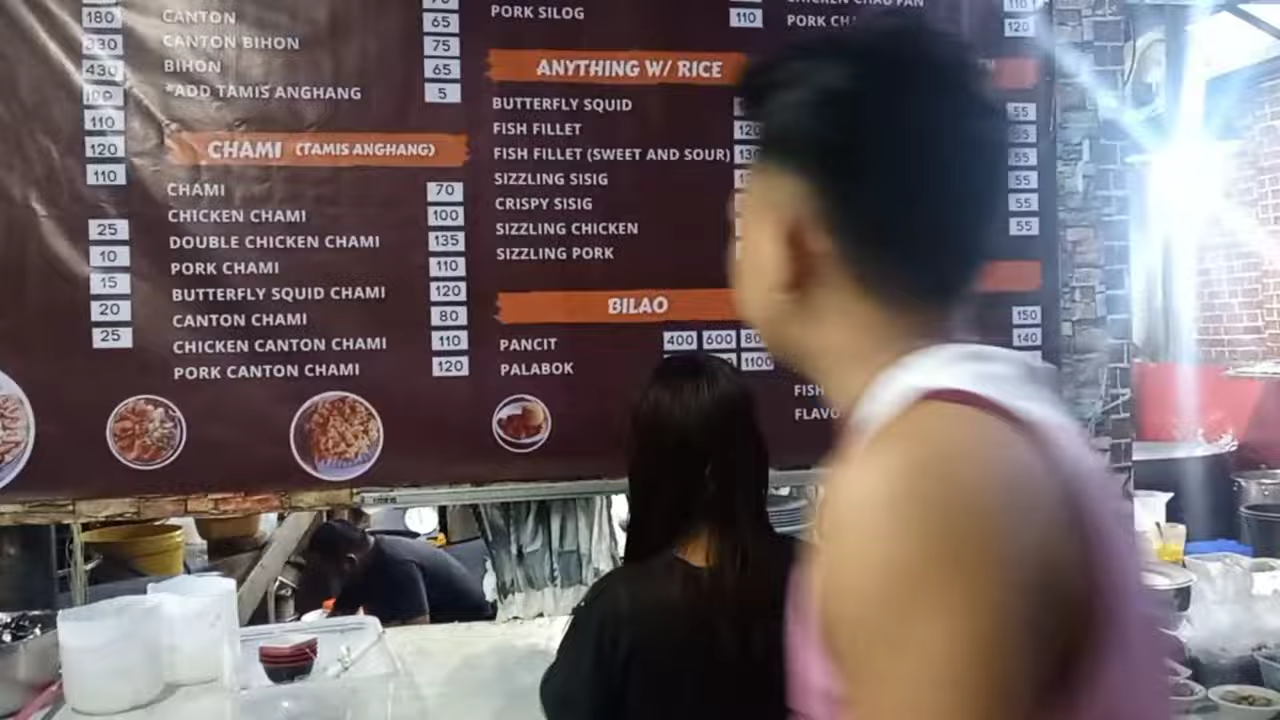 180
330
430
100
110
120
110
25
10
15
20
25
CANTON 65
CANTON BIHON 75
BIHON 65
*ADD TAMIS ANGHANG 5
CHAMI (TAMIS ANGHANG)
CHAMI 70
CHICKEN CHAMI 100
DOUBLE CHICKEN CHAMI 135
PORK CHAMI 110
BUTTERFLY SQUID CHAMI 120
CANTON CHAMI 80
CHICKEN CANTON CHAMI 110
PORK CANTON CHAMI 120
PORK SILOG 110
ANYTHING W/ RICE
BUTTERFLY SQUID
FISH FILLET 120
FISH FILLET (SWEET AND SOUR) 130
SIZZLING SISIG
CRISPY SISIG
SIZZLING CHICKEN
SIZZLING PORK
BILAO
PANCIT 400 600
PALABOK 1100
PORK
120
55
55
55
55
55
150
140
FISH
FLAVO